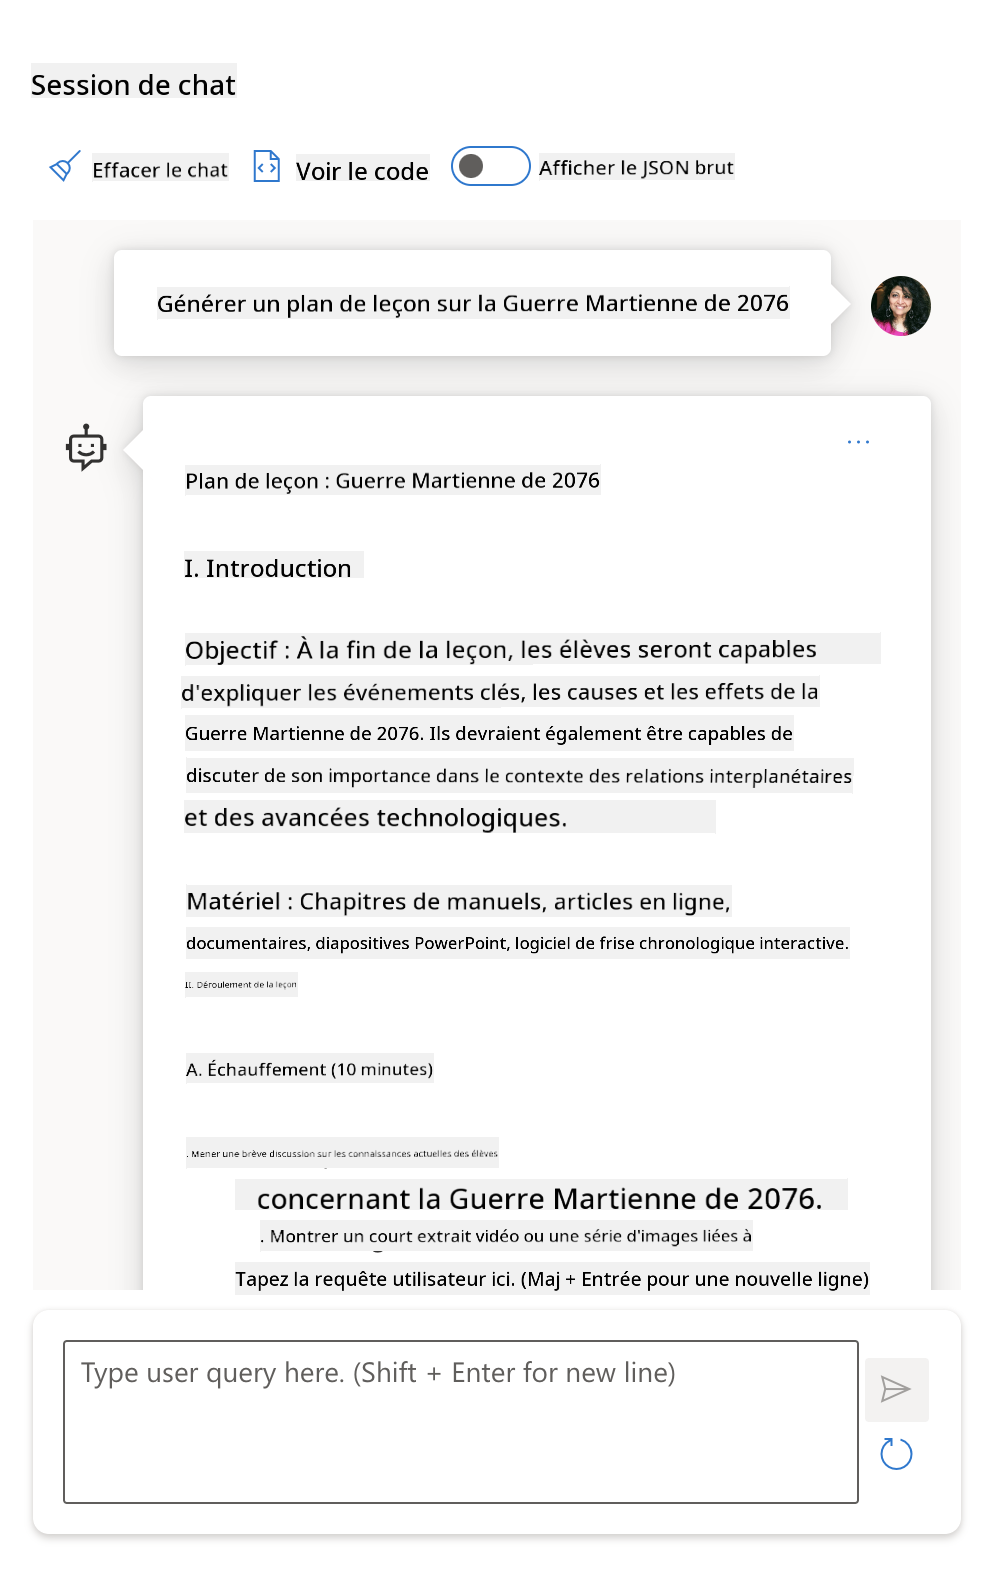 Session de chat
Effacer le chat
Voir le code
Afficher le JSON brut
Générer un plan de leçon sur la Guerre Martienne de 2076
Plan de leçon : Guerre Martienne de 2076
I. Introduction
Objectif : À la fin de la leçon, les élèves seront capables
d'expliquer les événements clés, les causes et les effets de la
Guerre Martienne de 2076. Ils devraient également être capables de
discuter de son importance dans le contexte des relations interplanétaires
et des avancées technologiques.
Matériel : Chapitres de manuels, articles en ligne,
documentaires, diapositives PowerPoint, logiciel de frise chronologique interactive.
II. Déroulement de la leçon
A. Échauffement (10 minutes)
. Mener une brève discussion sur les connaissances actuelles des élèves
concernant la Guerre Martienne de 2076.
. Montrer un court extrait vidéo ou une série d'images liées à
Tapez la requête utilisateur ici. (Maj + Entrée pour une nouvelle ligne)
Type user query here. (Shift + Enter for new line)